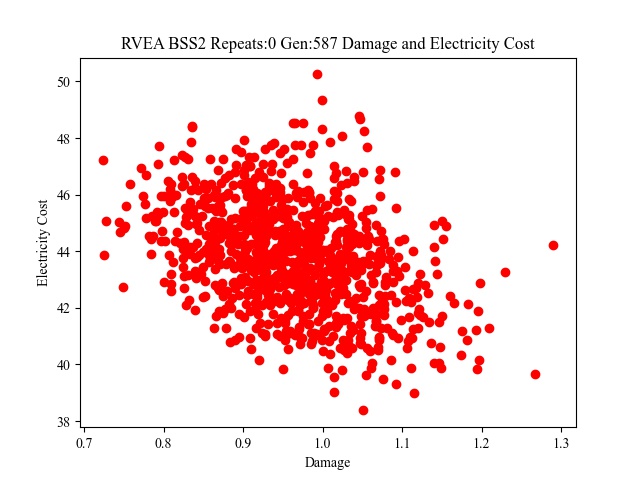 RVEA BSS2 Repeats:0 Gen:587 Damage and Electricity Cost
50
48
46
44
42
40
38
Electricity Cost
0.7 0.8 0.9 1.0 1.1 1.2 1.3
Damage